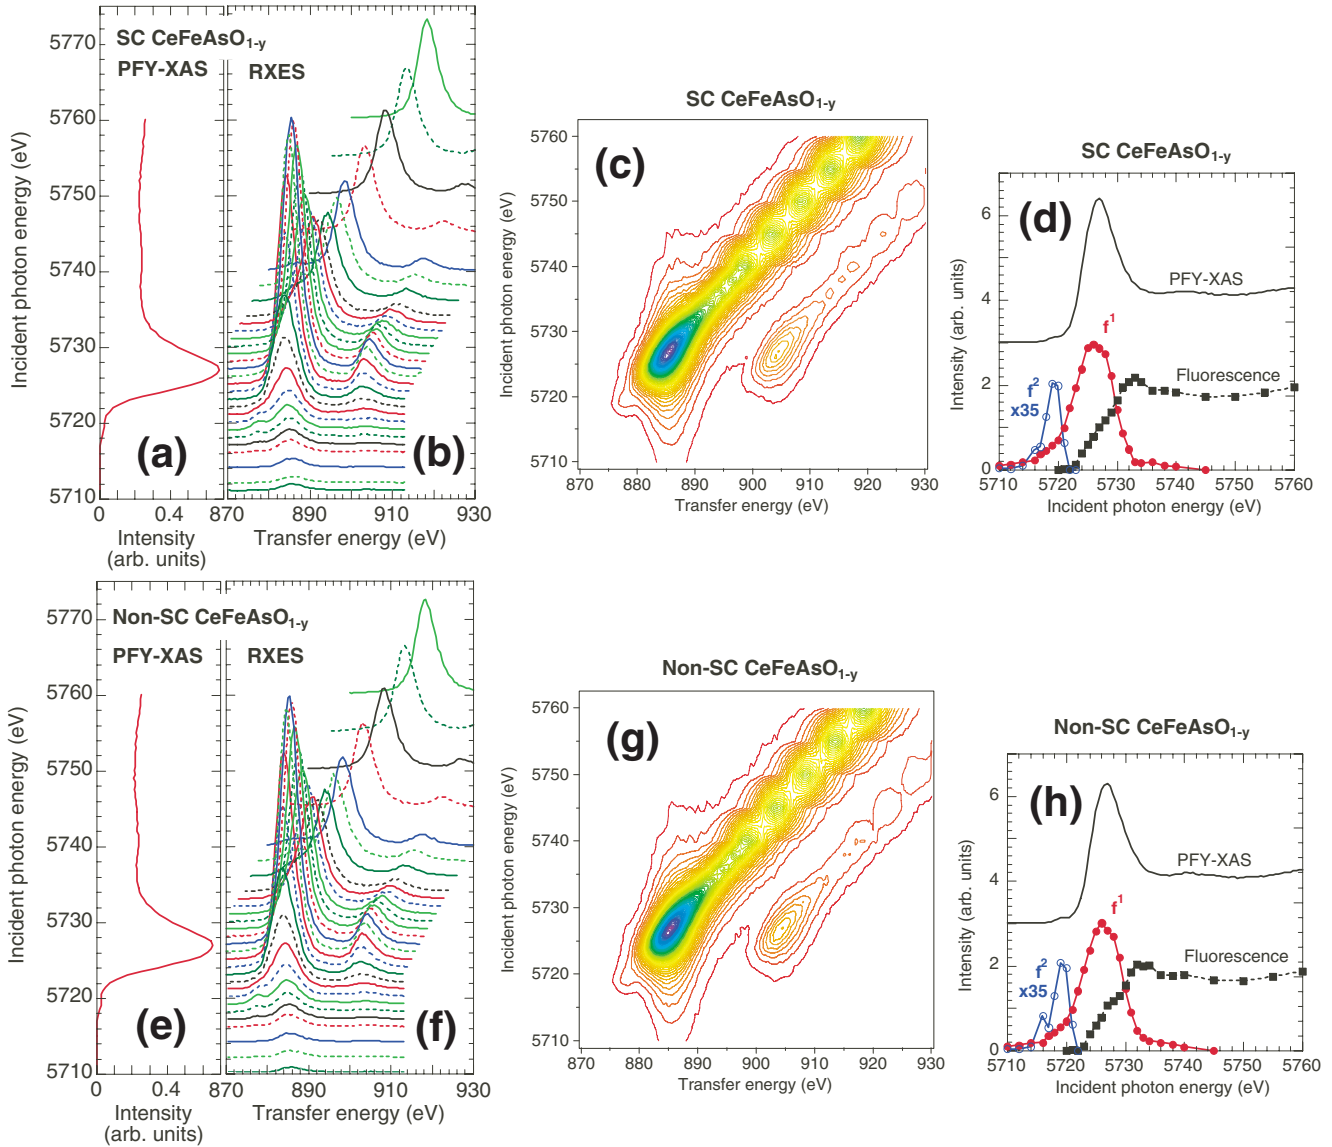 SC CeFeAsO1-y
PFY-XAS
RXES
Incident photon energy (eV)
5770
5760
5750
5740
5730
5720
5710
(a)
(b)
0
0.4
870
890
910
930
Intensity
(arb. units)
Transfer energy (eV)
SC CeFeAsO1-y
(c)
Incident photon energy (eV)
5760
5750
5740
5730
5720
5710
870
880
890
900
910
920
930
Transfer energy (eV)
SC CeFeAsO1-y
(d)
Intensity (arb. units)
6
4
2
0
PFY-XAS
f1
f2
x35
Fluorescence
5710
5720
5730
5740
5750
5760
Incident photon energy (eV)
Non-SC CeFeAsO1-y
PFY-XAS
RXES
Incident photon energy (eV)
5770
5760
5750
5740
5730
5720
5710
(e)
(f)
0
0.4
870
890
910
930
Intensity
(arb. units)
Transfer energy (eV)
Non-SC CeFeAsO1-y
(g)
Incident photon energy (eV)
5760
5750
5740
5730
5720
5710
870
880
890
900
910
920
930
Transfer energy (eV)
Non-SC CeFeAsO1-y
(h)
Intensity (arb. units)
6
4
2
0
PFY-XAS
f1
f2
x35
Fluorescence
5710
5720
5730
5740
5750
5760
Incident photon energy (eV)